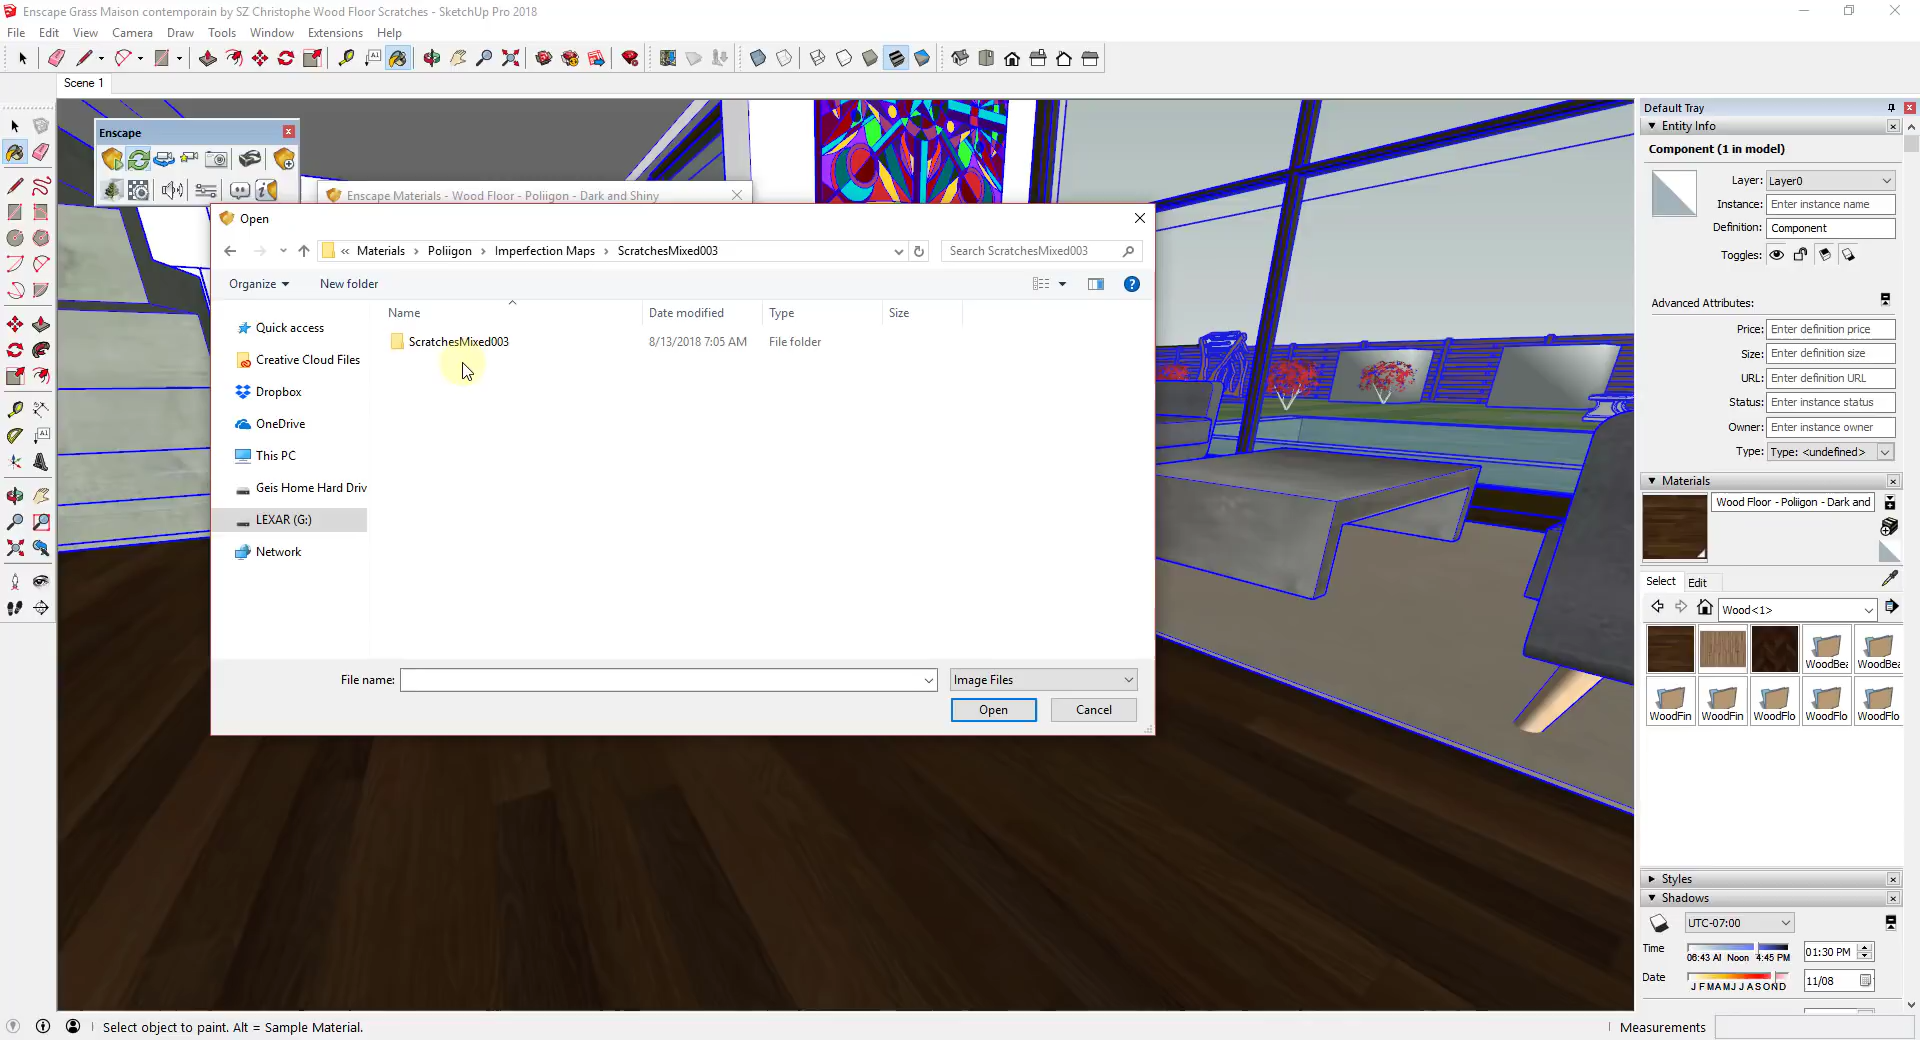 Enscape Grass Maison contemporain by SZ Christophe Wood Floor Scratches - SketchUp Pro 2018
File Edit View Camera Draw Tools Window Extensions Help
Scene 1
Enscape
Enscape Materials - Wood Floor - Poliigon - Dark and Shiny
Open
« Materials Poliigon Imperfection Maps ScratchesMixed003
Search ScratchesMixed003
Organize New folder
Name Date modified Type Size
ScratchesMixed003 8/13/2018 7:05 AM File folder
Quick access
Creative Cloud Files
Dropbox
OneDrive
This PC
Geis Home Hard Driv
LEXAR (G:)
Network
File name: Image Files
Open Cancel
Default Tray
Entity Info
Component (1 in model)
Layer: Layer0
Instance: Enter instance name
Definition: Component
Toggles:
Advanced Attributes:
Price: Enter definition price
Size: Enter definition size
URL: Enter definition URL
Status: Enter instance status
Owner: Enter instance owner
Type: Type: <undefined>
Materials
Wood Floor - Poliigon - Dark and
Select Edit
Wood<1>
WoodBea WoodBea
WoodFin WoodFin WoodFlo WoodFlo WoodFlo
Styles
Shadows
UTC-07:00
Time 06:43 AM Noon 4:45 PM 01:30 PM
Date J F M A M J J A S O N D 11/08
Select object to paint. Alt = Sample Material.
Measurements